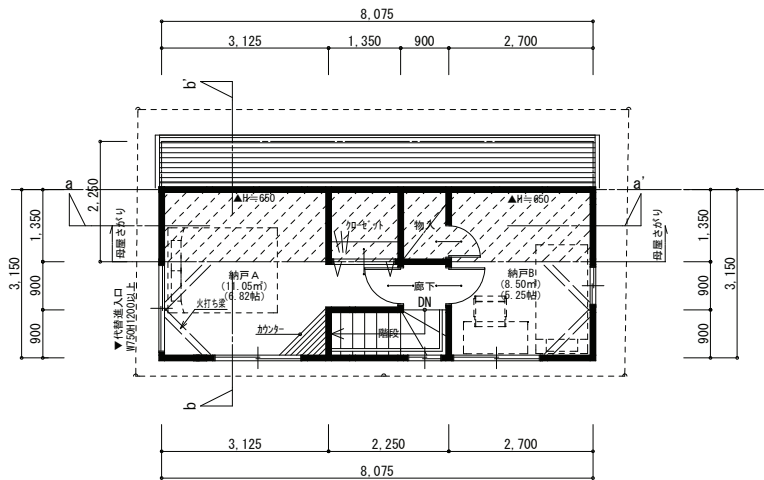 8,075
3,125
1,350
900
2,700
b'
2,250
a
▲H≒650
▲H≒650
a'
3,150
1,350
900
900
母屋さがり
クローゼット
物入
1,350
900
900
3,150
母屋さがり
納戸A
(11.05㎡)
(6.82帖)
廊下
DN
納戸B
(8.50㎡)
(5.25帖)
火打ち梁
カウンター
階段
▼代替進入口
W750H1200以上
b
3,125
2,250
2,700
8,075